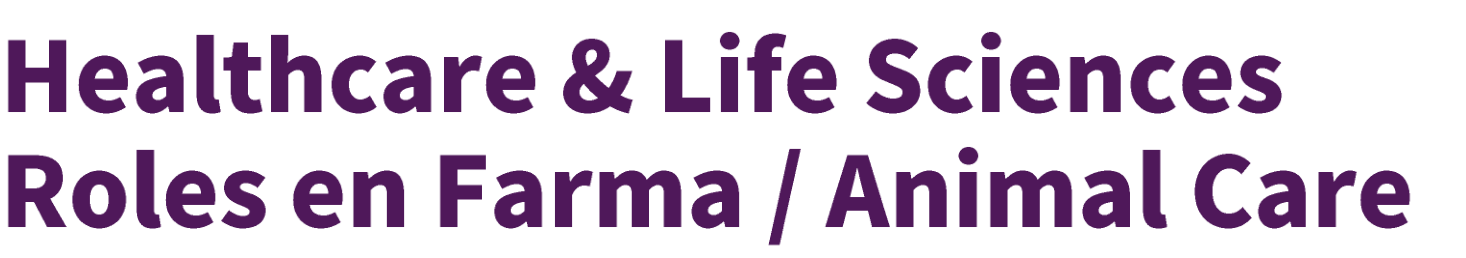 Healthcare & Life Sciences
Roles en Farma / Animal Care